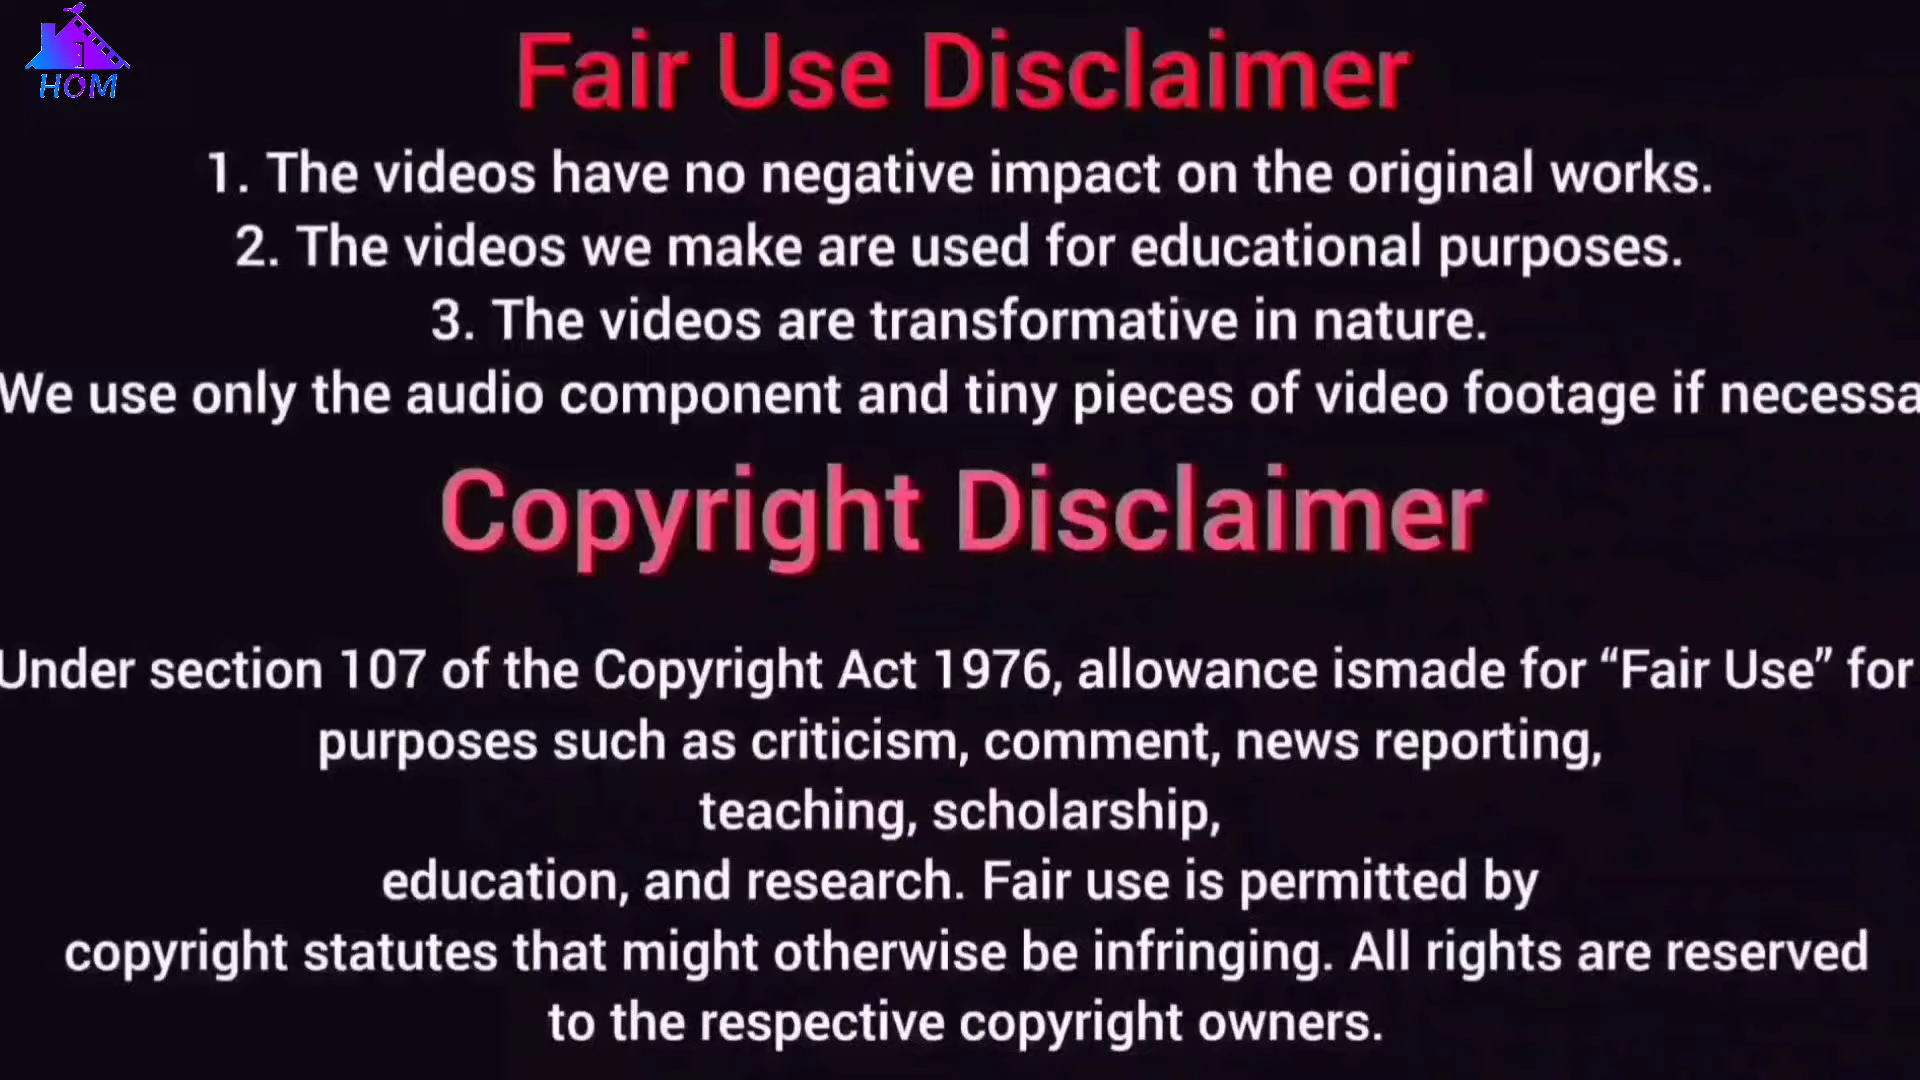 HOM
Fair Use Disclaimer
1. The videos have no negative impact on the original works.
2. The videos we make are used for educational purposes.
3. The videos are transformative in nature.
We use only the audio component and tiny pieces of video footage if necessa
Copyright Disclaimer
Under section 107 of the Copyright Act 1976, allowance ismade for “Fair Use” for
purposes such as criticism, comment, news reporting,
teaching, scholarship,
education, and research. Fair use is permitted by
copyright statutes that might otherwise be infringing. All rights are reserved
to the respective copyright owners.